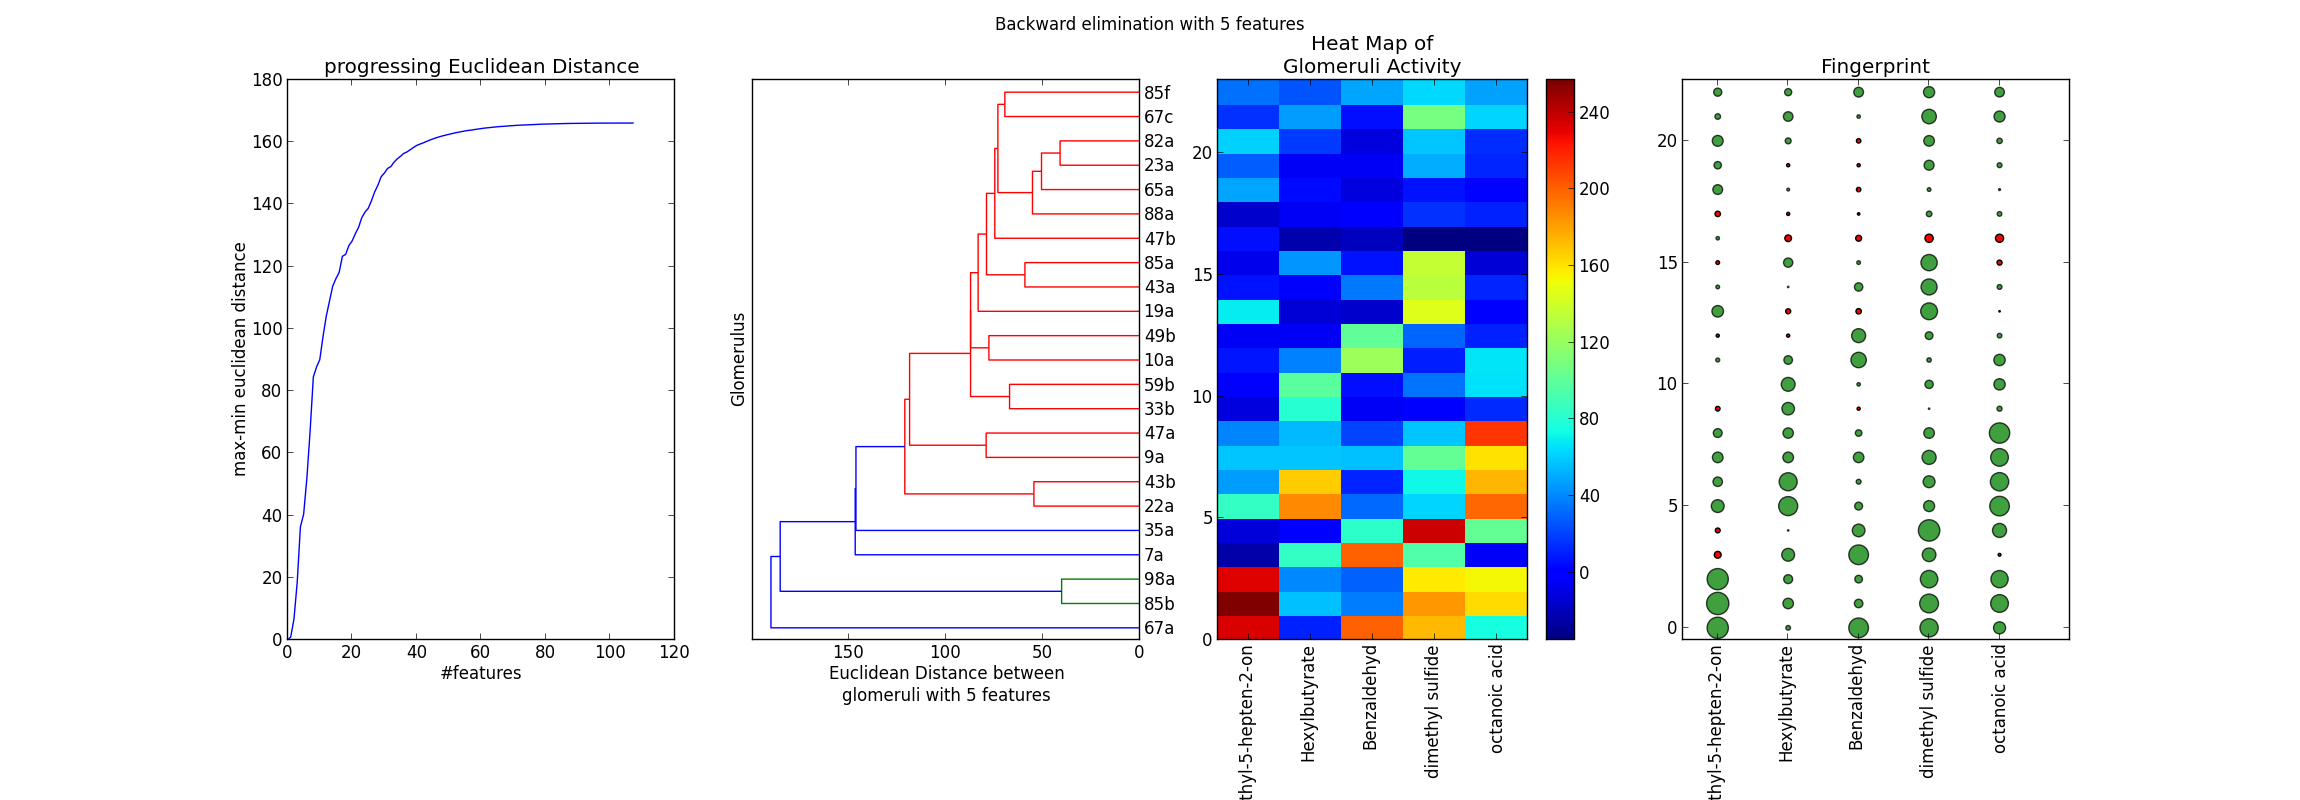 Backward elimination with 5 features
progressing Euclidean Distance
180
160
140
120
100
80
60
40
20
0
max-min euclidean distance
0 20 40 60 80 100 120
#features
Glomerulus
85f
67c
82a
23a
65a
88a
47b
85a
43a
19a
49b
10a
59b
33b
47a
9a
43b
22a
35a
7a
98a
85b
67a
150 100 50 0
Euclidean Distance between
glomeruli with 5 features
Heat Map of
Glomeruli Activity
20
15
10
5
0
thyl-5-hepten-2-on
Hexylbutyrate
Benzaldehyd
dimethyl sulfide
octanoic acid
240
200
160
120
80
40
0
Fingerprint
20
15
10
5
0
thyl-5-hepten-2-on
Hexylbutyrate
Benzaldehyd
dimethyl sulfide
octanoic acid